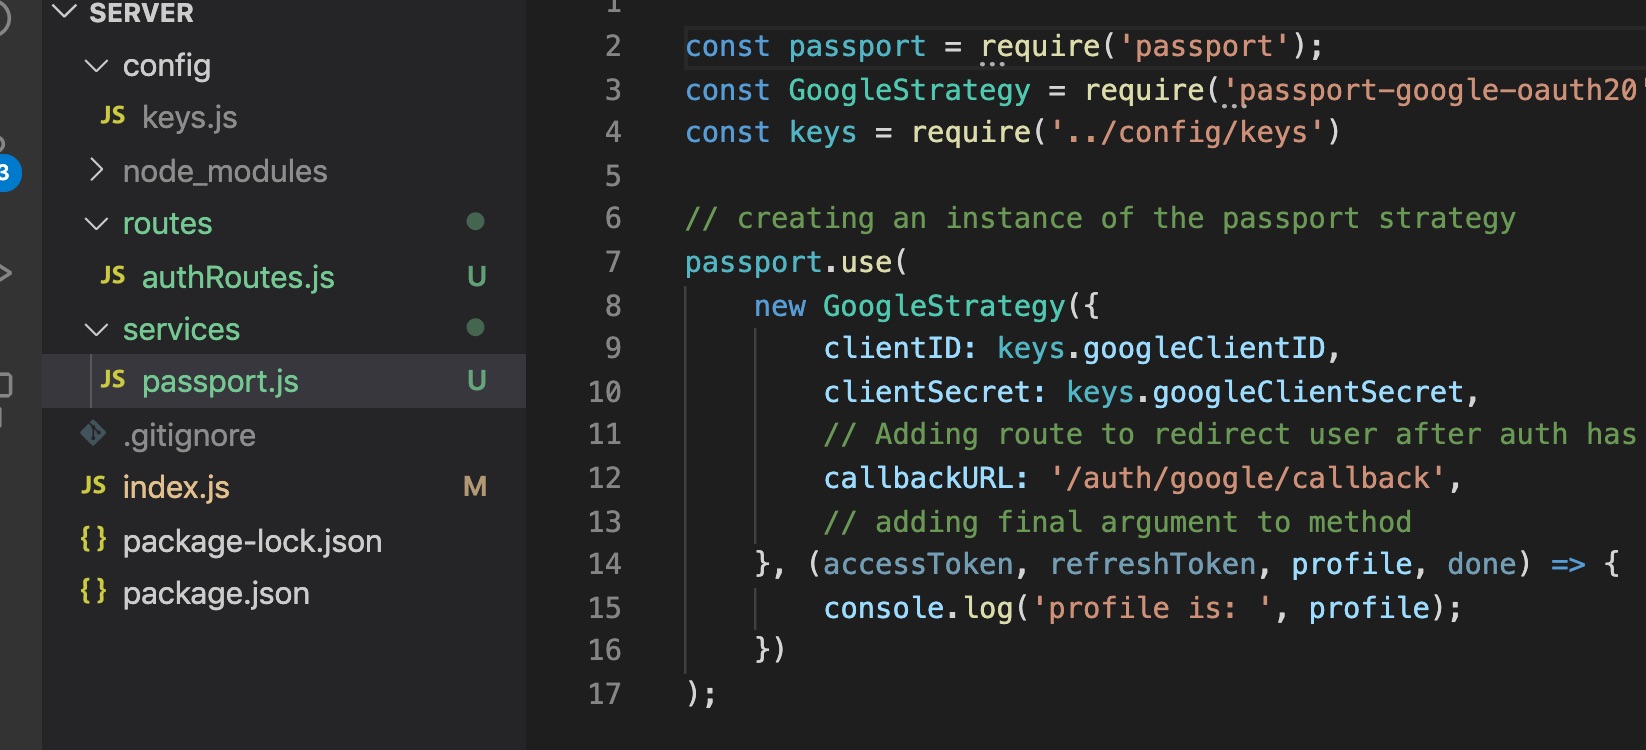 SERVER
config
JS keys.js
node_modules
routes
JS authRoutes.js U
services
JS passport.js U
.gitignore
JS index.js M
{} package-lock.json
{} package.json
3
1
2 const passport = require('passport');
3 const GoogleStrategy = require('passport-google-oauth20'
4 const keys = require('../config/keys')
5
6 // creating an instance of the passport strategy
7 passport.use(
8 new GoogleStrategy({
9 clientID: keys.googleClientID,
10 clientSecret: keys.googleClientSecret,
11 // Adding route to redirect user after auth has
12 callbackURL: '/auth/google/callback',
13 // adding final argument to method
14 }, (accessToken, refreshToken, profile, done) => {
15 console.log('profile is: ', profile);
16 })
17 );